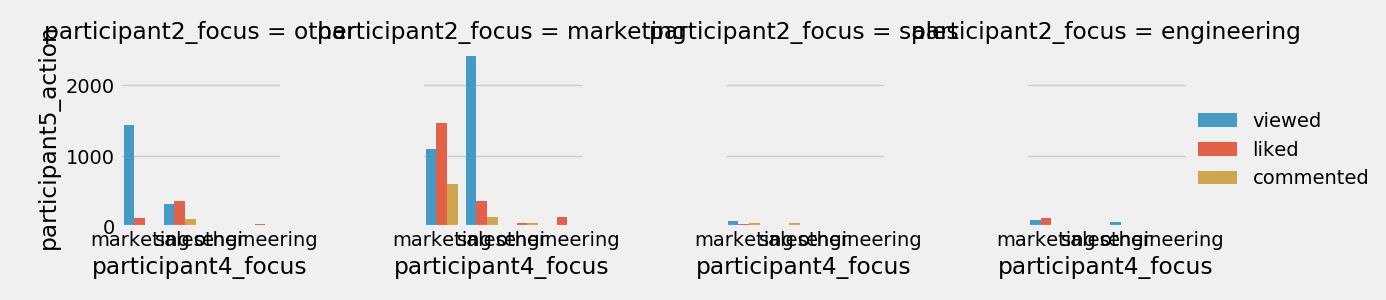 participant2_focus = other
participant2_focus = marketing
participant2_focus = sales
participant2_focus = engineering
participant5_action
2000
1000
0
viewed
liked
commented
marketing sales other engineering
marketing sales other engineering
marketing sales other engineering
marketing sales other engineering
participant4_focus
participant4_focus
participant4_focus
participant4_focus